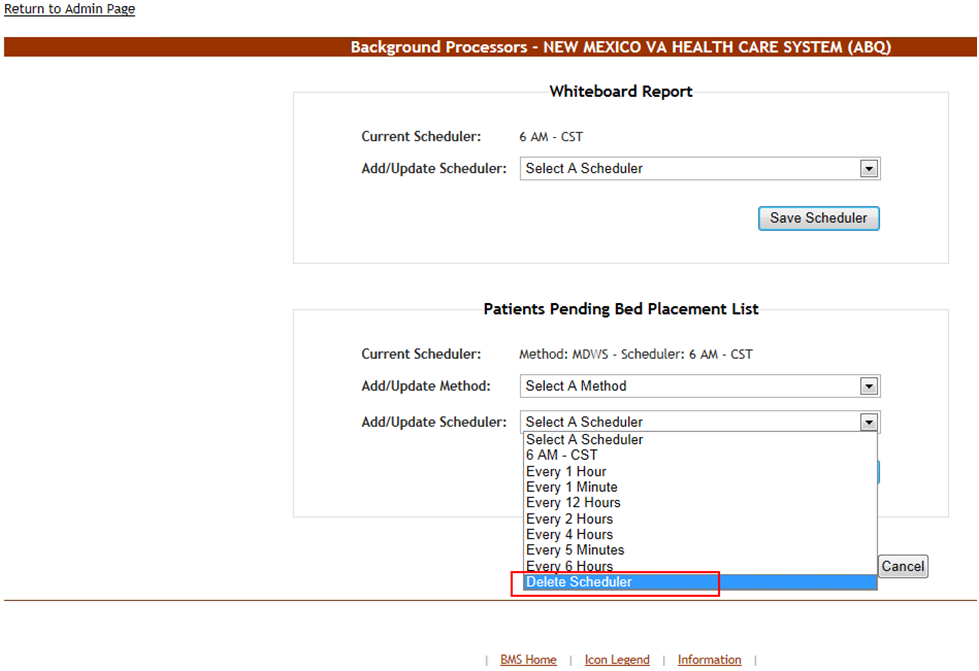 Return to Admin Page
Background Processors - NEW MEXICO VA HEALTH CARE SYSTEM (ABQ)
Whiteboard Report
Current Scheduler: 6 AM - CST
Add/Update Scheduler: Select A Scheduler
Save Scheduler
Patients Pending Bed Placement List
Current Scheduler: Method: MDWS - Scheduler: 6 AM - CST
Add/Update Method: Select A Method
Add/Update Scheduler: Select A Scheduler
Select A Scheduler
6 AM - CST
Every 1 Hour
Every 1 Minute
Every 12 Hours
Every 2 Hours
Every 4 Hours
Every 5 Minutes
Every 6 Hours
Cancel
Delete Scheduler
| BMS Home | Icon Legend | Information |